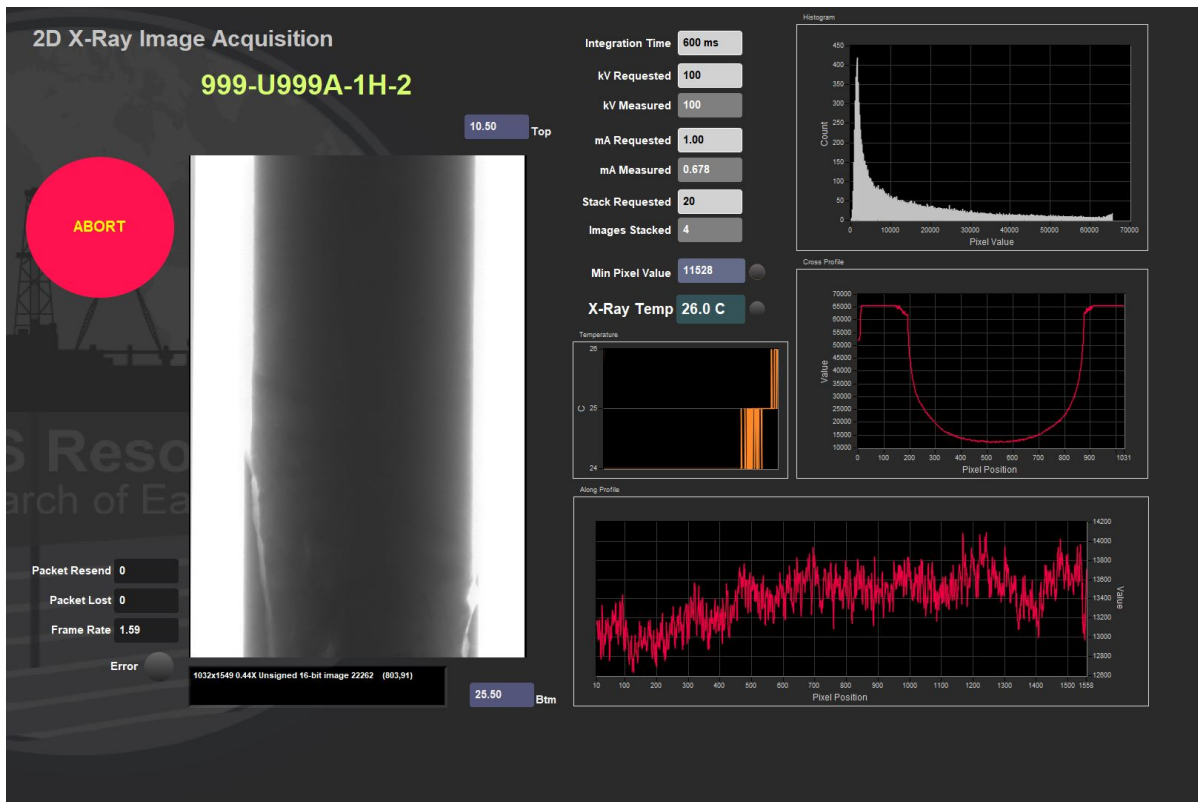 2D X-Ray Image Acquisition
999-U999A-1H-2
10.50 Top
ABORT
S Reso
arch of Ea
Packet Resend 0
Packet Lost 0
Frame Rate 1.59
Error
1032x1549 0.44X Unsigned 16-bit image 22262 (803,91)
25.50 Btm
Integration Time 600 ms
kV Requested 100
kV Measured 100
mA Requested 1.00
mA Measured 0.678
Stack Requested 20
Images Stacked 4
Min Pixel Value 11528
X-Ray Temp 26.0 C
Temperature
26
C 25
24
Histogram
450
400
350
300
250
200
150
100
50
0
Count
0 10000 20000 30000 40000 50000 60000 70000
Pixel Value
Cross Profile
70000
65000
60000
55000
50000
45000
40000
35000
30000
25000
20000
15000
10000
Value
0 100 200 300 400 500 600 700 800 900 1031
Pixel Position
Along Profile
14200
14000
13800
13600
13400
13200
13000
12800
12600
Value
10 100 200 300 400 500 600 700 800 900 1000 1100 1200 1300 1400 1500 1558
Pixel Position